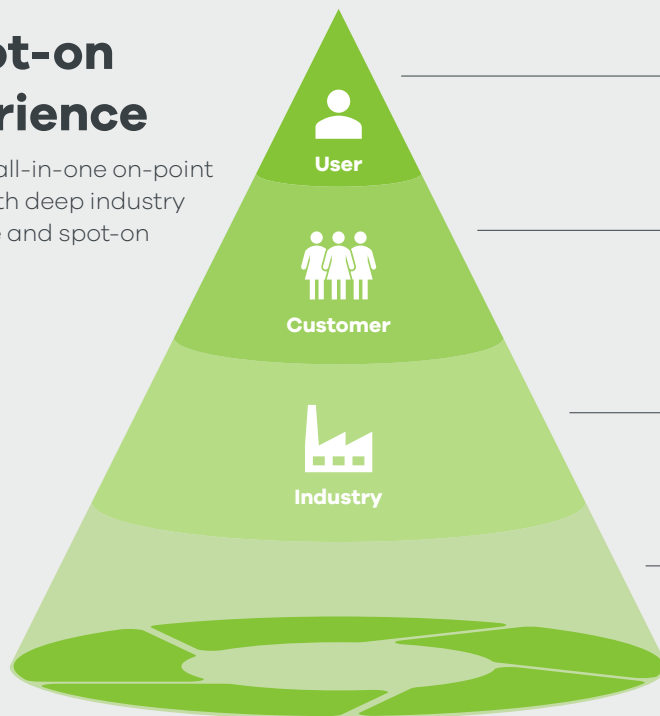 ot-on
rience
all-in-one on-point
th deep industry
e and spot-on
User
Customer
Industry